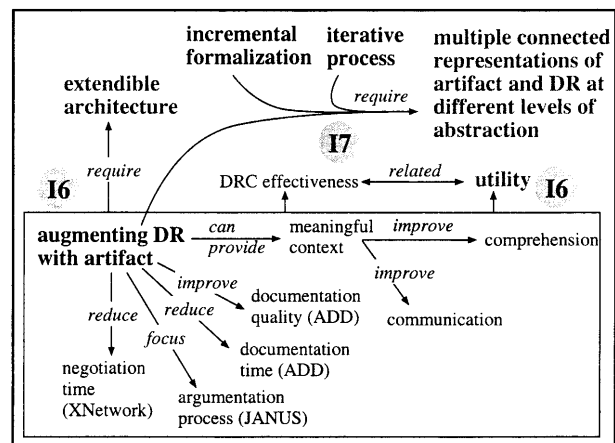 incremental
formalization
iterative
process
multiple connected
representations of
artifact and DR at
different levels of
abstraction
extendible
architecture
require
I7
require
I6
DRC effectiveness
related
utility
I6
augmenting DR
with artifact
can
provide
meaningful
context
improve
comprehension
improve
communication
improve
documentation
quality (ADD)
reduce
documentation
time (ADD)
reduce
focus
negotiation
time
(XNetwork)
argumentation
process (JANUS)